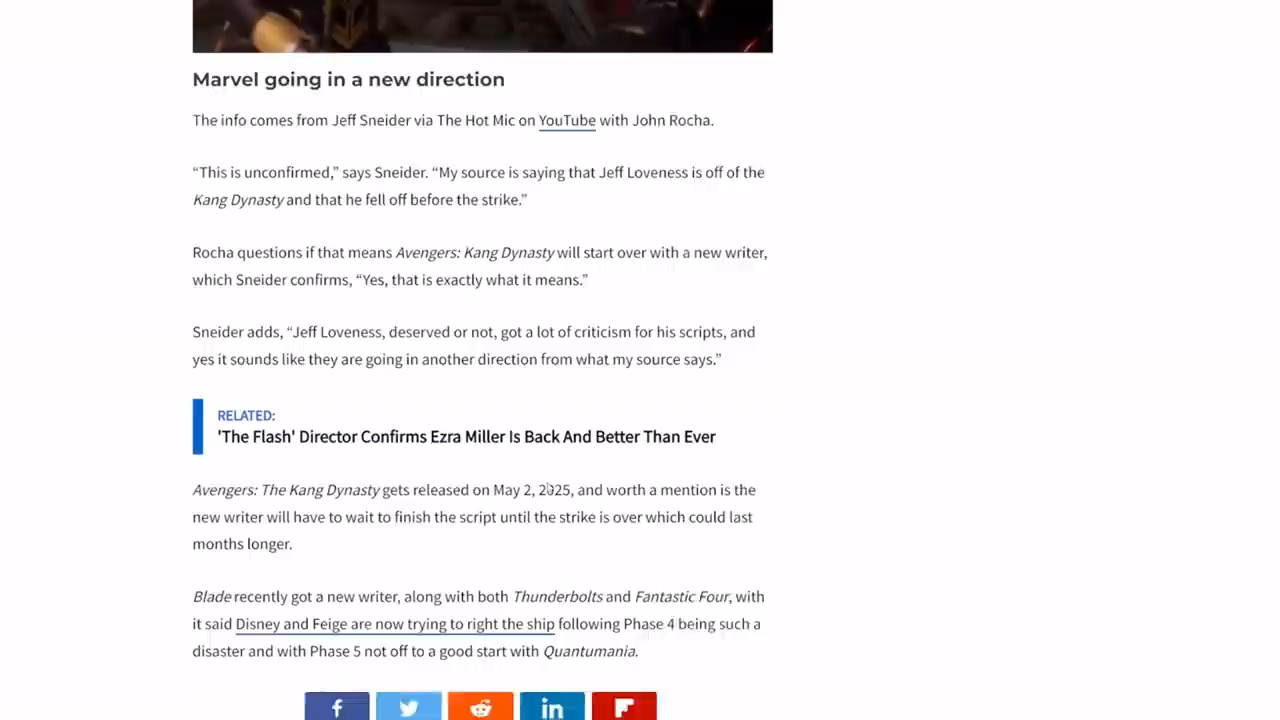 Marvel going in a new direction
The info comes from Jeff Sneider via The Hot Mic on YouTube with John Rocha.
“This is unconfirmed,” says Sneider. “My source is saying that Jeff Loveness is off of the
Kang Dynasty and that he fell off before the strike.”
Rocha questions if that means Avengers: Kang Dynasty will start over with a new writer,
which Sneider confirms, “Yes, that is exactly what it means.”
Sneider adds, “Jeff Loveness, deserved or not, got a lot of criticism for his scripts, and
yes it sounds like they are going in another direction from what my source says.”
RELATED:
'The Flash' Director Confirms Ezra Miller Is Back And Better Than Ever
Avengers: The Kang Dynasty gets released on May 2, 2025, and worth a mention is the
new writer will have to wait to finish the script until the strike is over which could last
months longer.
Blade recently got a new writer, along with both Thunderbolts and Fantastic Four, with
it said Disney and Feige are now trying to right the ship following Phase 4 being such a
disaster and with Phase 5 not off to a good start with Quantumania.